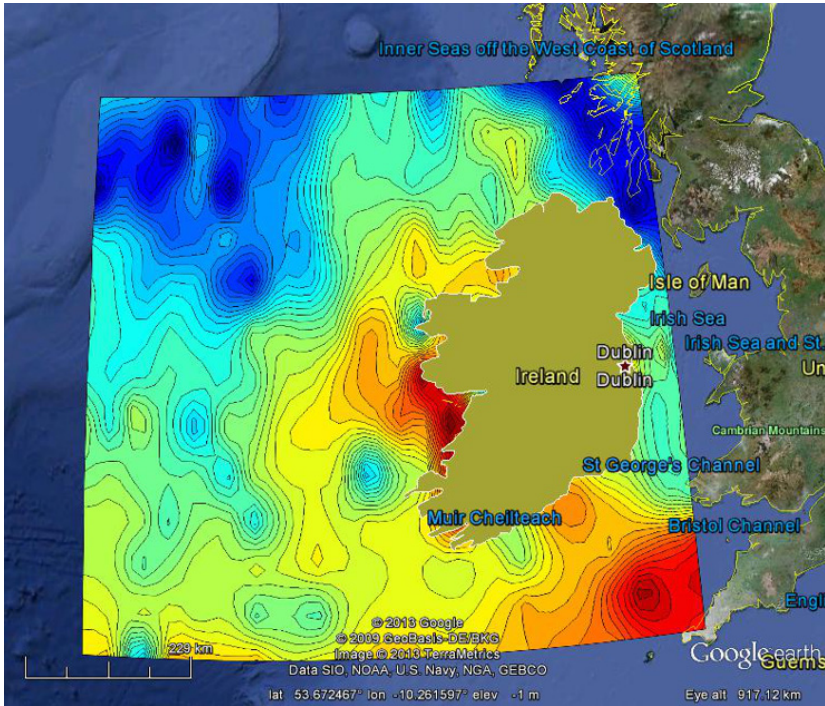 Inner Seas off the West Coast of Scotland
Isle of Man
Irish Sea
Irish Sea and St.
Dublin
Un
Ireland
Dublin
Cambrian Mountains
St George's Channel
Muir Cheilteach
Bristol Channel
Engli
© 2013 Google
© 2009 GeoBasis-DE/BKG
Image © 2013 TerraMetrics
229 km
Data SIO, NOAA, U.S. Navy, NGA, GEBCO
Google earth
Guerns
lat 53.672467° lon -10.261597° elev -1 m
Eye alt 917.12 km